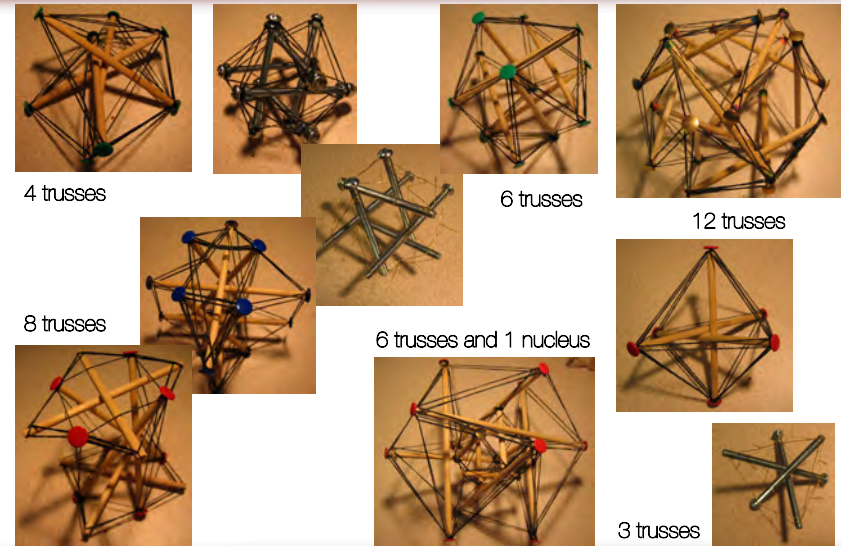 4 trusses
6 trusses
12 trusses
8 trusses
6 trusses and 1 nucleus
3 trusses